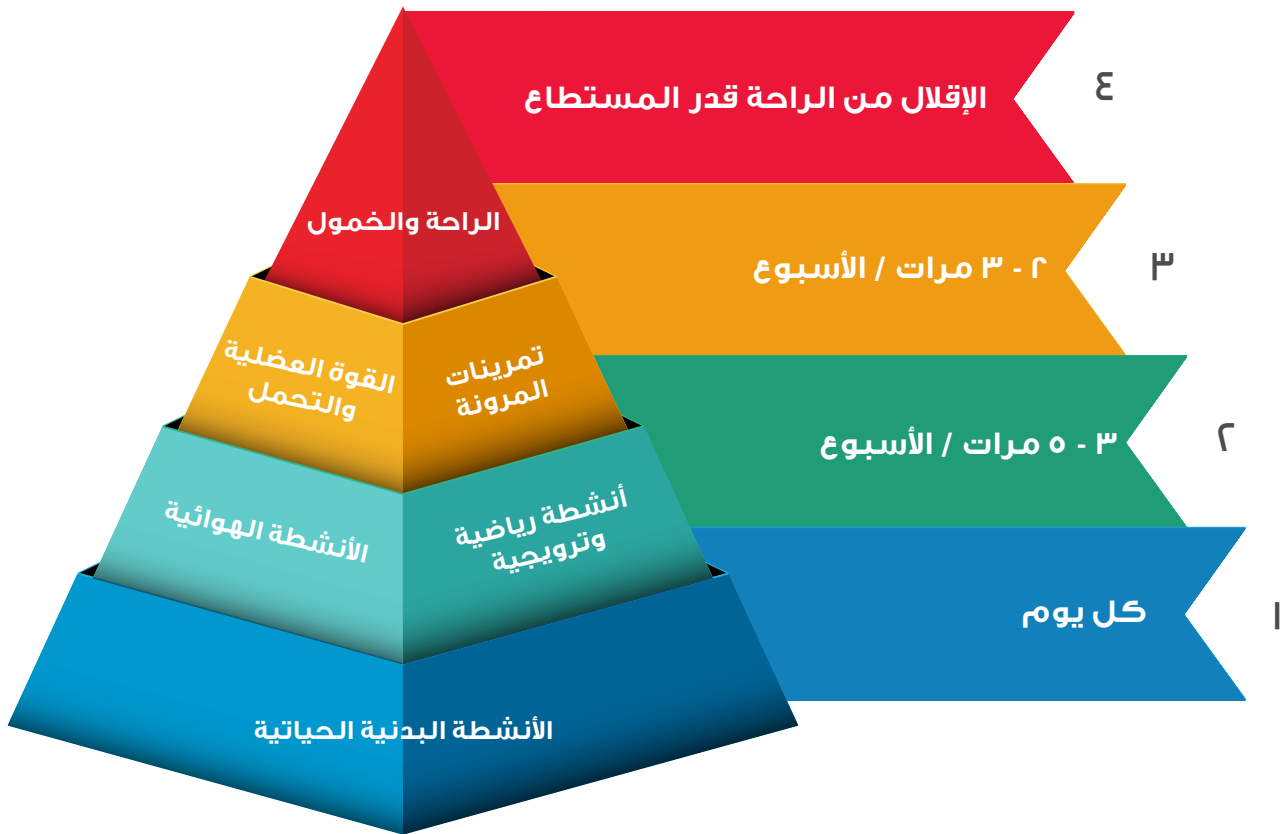 ٤
الإقلال من الراحة قدر المستطاع
الراحة والخمول
٣
٢ - ٣ مرات / الأسبوع
تمرينات
المرونة
القوة العضلية
والتحمل
٢
٣ - ٥ مرات / الأسبوع
أنشطة رياضية
وترويجية
الأنشطة الهوائية
١
كل يوم
الأنشطة البدنية الحياتية